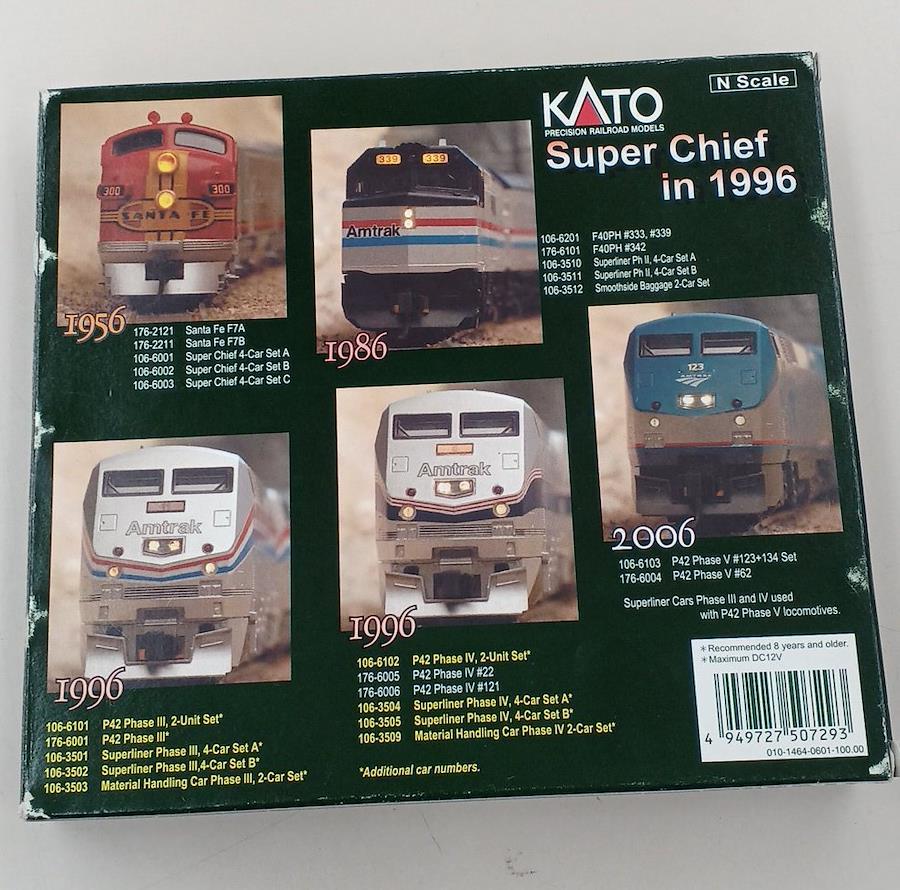 N Scale
KATO
PRECISION RAILROAD MODELS
Super Chief
in 1996
300
300
SANTA FE
1956
176-2121 Santa Fe F7A
176-2211 Santa Fe F7B
106-6001 Super Chief 4-Car Set A
106-6002 Super Chief 4-Car Set B
106-6003 Super Chief 4-Car Set C
339
339
Amtrak
1986
106-6201 F40PH #333, #339
176-6101 F40PH #342
106-3510 Superliner Ph II, 4-Car Set A
106-3511 Superliner Ph II, 4-Car Set B
106-3512 Smoothside Baggage 2-Car Set
123
AMTRAK
2006
106-6103 P42 Phase V #123+134 Set
176-6004 P42 Phase V #62
Superliner Cars Phase III and IV used
with P42 Phase V locomotives.
Amtrak
1996
106-6101 P42 Phase III, 2-Unit Set*
176-6001 P42 Phase III*
106-3501 Superliner Phase III, 4-Car Set A*
106-3502 Superliner Phase III,4-Car Set B*
106-3503 Material Handling Car Phase III, 2-Car Set*
Amtrak
1996
106-6102 P42 Phase IV, 2-Unit Set*
176-6005 P42 Phase IV #22
176-6006 P42 Phase IV #121
106-3504 Superliner Phase IV, 4-Car Set A*
106-3505 Superliner Phase IV, 4-Car Set B*
106-3509 Material Handling Car Phase IV 2-Car Set*
*Additional car numbers.
*Recommended 8 years and older.
*Maximum DC12V
4 949727 507293
010-1464-0601-100.00